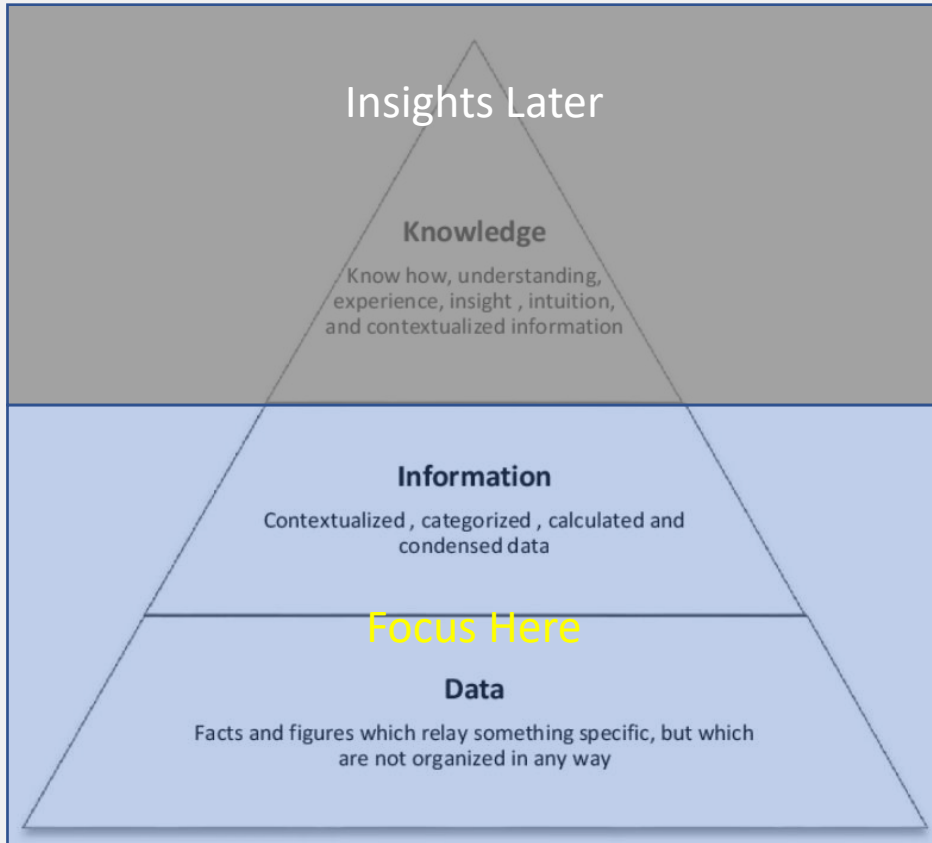 Insights Later
Knowledge
Know how, understanding,
experience, insight , intuition,
and contextualized information
Information
Contextualized , categorized , calculated and
condensed data
Focus Here
Data
Facts and figures which relay something specific, but which
are not organized in any way